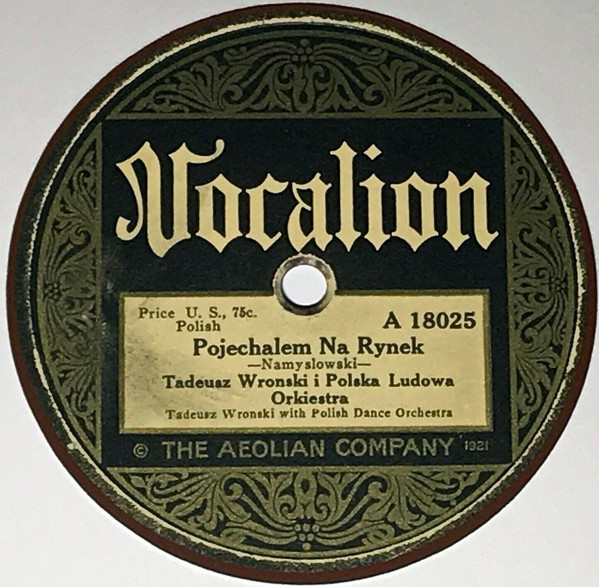 Vocalion
Price U. S., 75c.
Polish
A 18025
Pojechalem Na Rynek
—Namyslowski—
Tadeusz Wronski i Polska Ludowa
Orkiestra
Tadeusz Wronski with Polish Dance Orchestra
© THE AEOLIAN COMPANY 1921